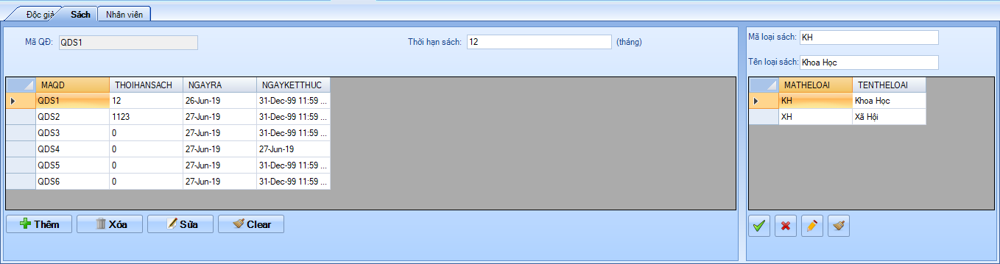 Độc giả Sách Nhân viên
Mã QĐ: QDS1 Thời hạn sách: 12 (tháng)
MAQD THOIHANSACH NGAYRA NGAYKETTHUC
QDS1 12 26-Jun-19 31-Dec-99 11:59 ...
QDS2 1123 27-Jun-19 31-Dec-99 11:59 ...
QDS3 0 27-Jun-19 31-Dec-99 11:59 ...
QDS4 0 27-Jun-19 27-Jun-19
QDS5 0 27-Jun-19 31-Dec-99 11:59 ...
QDS6 0 27-Jun-19 31-Dec-99 11:59 ...
Thêm Xóa Sửa Clear
Mã loại sách: KH
Tên loại sách: Khoa Học
MATHELOAI TENTHELOAI
KH Khoa Học
XH Xã Hội